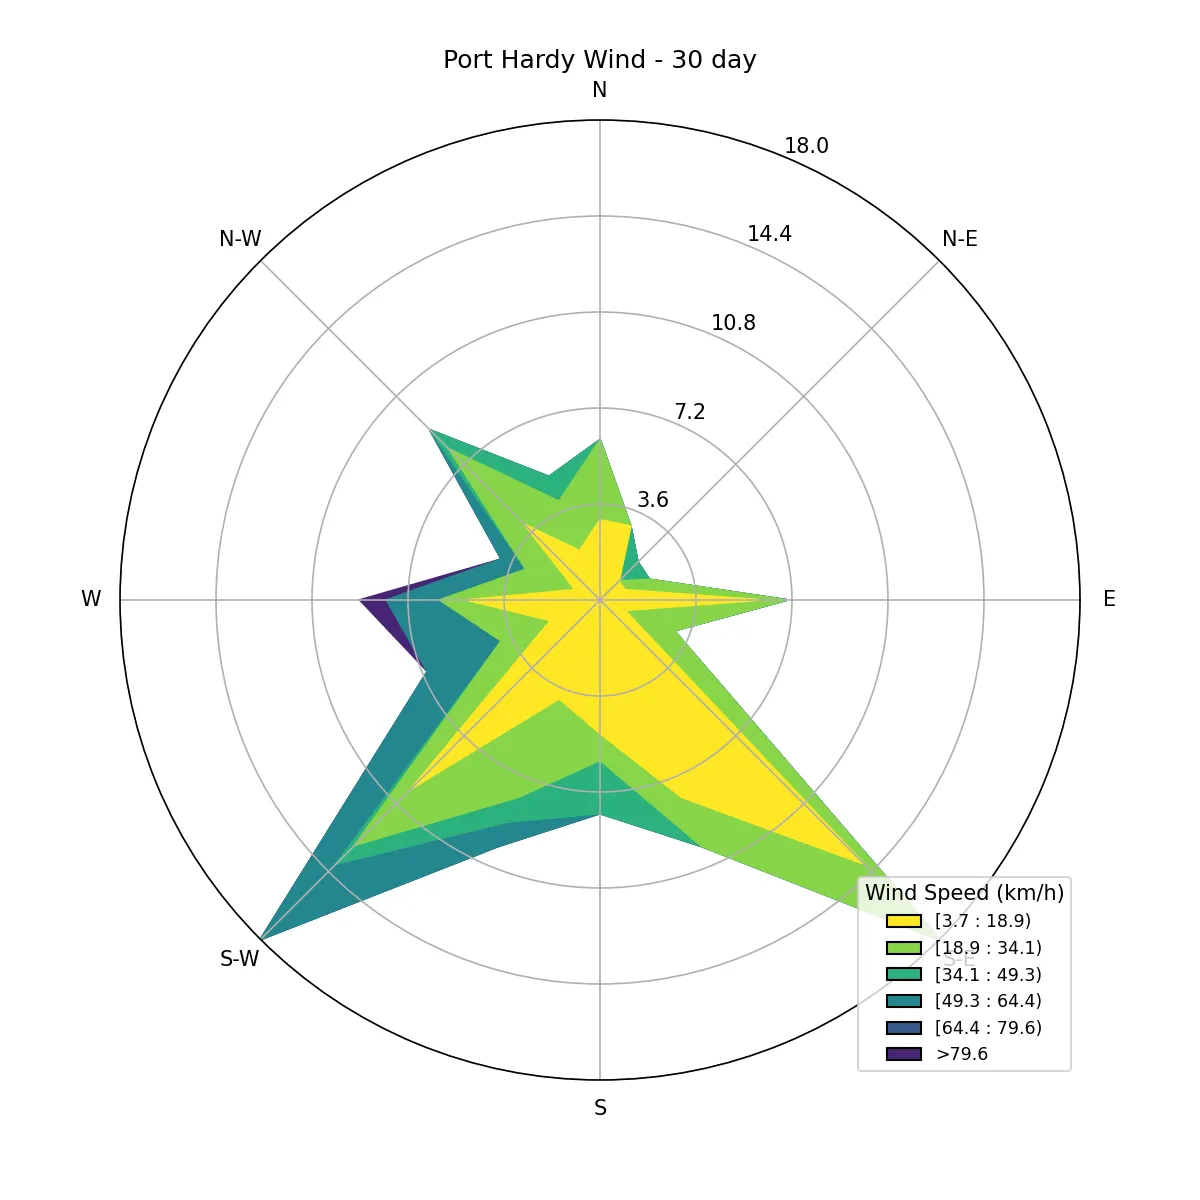 Port Hardy Wind - 30 day
N
18.0
N-W
14.4
N-E
10.8
7.2
3.6
W
E
S-W
S-E
S
Wind Speed (km/h)
[3.7 : 18.9)
[18.9 : 34.1)
[34.1 : 49.3)
[49.3 : 64.4)
[64.4 : 79.6)
>79.6